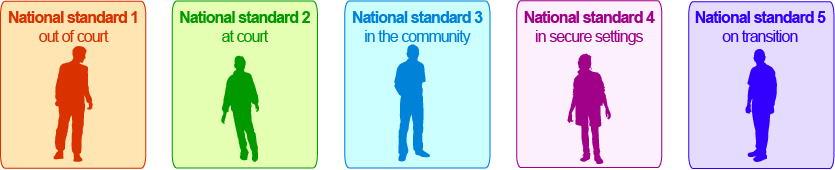 National standard 1
out of court
National standard 2
at court
National standard 3
in the community
National standard 4
in secure settings
National standard 5
on transition